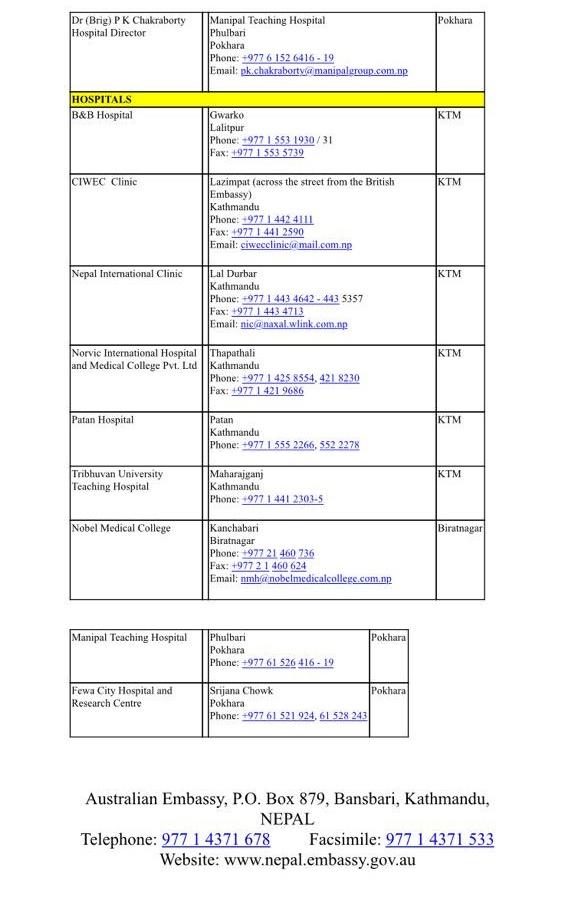 Dr (Brig) P K Chakraborty
Hospital Director
Manipal Teaching Hospital
Phulbari
Pokhara
Phone: +977 6 152 6416 - 19
Email: pk.chakraborty@manipalgroup.com.np
Pokhara
HOSPITALS
B&B Hospital
Gwarko
Lalitpur
Phone: +977 1 553 1930 / 31
Fax: +977 1 553 5739
KTM
CIWEC Clinic
Lazimpat (across the street from the British
Embassy)
Kathmandu
Phone: +977 1 442 4111
Fax: +977 1 441 2590
Email: ciwecclinic@mail.com.np
KTM
Nepal International Clinic
Lal Durbar
Kathmandu
Phone: +977 1 443 4642 - 443 5357
Fax: +977 1 443 4713
Email: nic@naxal.wlink.com.np
KTM
Norvic International Hospital
and Medical College Pvt. Ltd
Thapathali
Kathmandu
Phone: +977 1 425 8554, 421 8230
Fax: +977 1 421 9686
KTM
Patan Hospital
Patan
Kathmandu
Phone: +977 1 555 2266, 552 2278
KTM
Tribhuvan University
Teaching Hospital
Maharajganj
Kathmandu
Phone: +977 1 441 2303-5
KTM
Nobel Medical College
Kanchabari
Biratnagar
Phone: +977 21 460 736
Fax: +977 2 1 460 624
Email: nmh@nobelmedicalcollege.com.np
Biratnagar
Manipal Teaching Hospital
Phulbari
Pokhara
Phone: +977 61 526 416 - 19
Pokhara
Fewa City Hospital and
Research Centre
Srijana Chowk
Pokhara
Phone: +977 61 521 924, 61 528 243
Pokhara
Australian Embassy, P.O. Box 879, Bansbari, Kathmandu,
NEPAL
Telephone: 977 1 4371 678 Facsimile: 977 1 4371 533
Website: www.nepal.embassy.gov.au